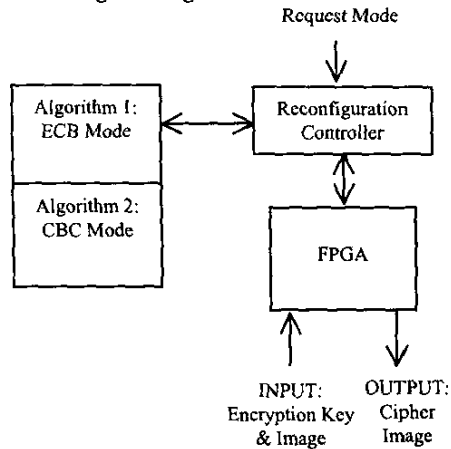 Request Mode
Algorithm 1:
ECB Mode
Reconfiguration
Controller
Algorithm 2:
CBC Mode
FPGA
INPUT:
Encryption Key
& Image
OUTPUT:
Cipher
Image